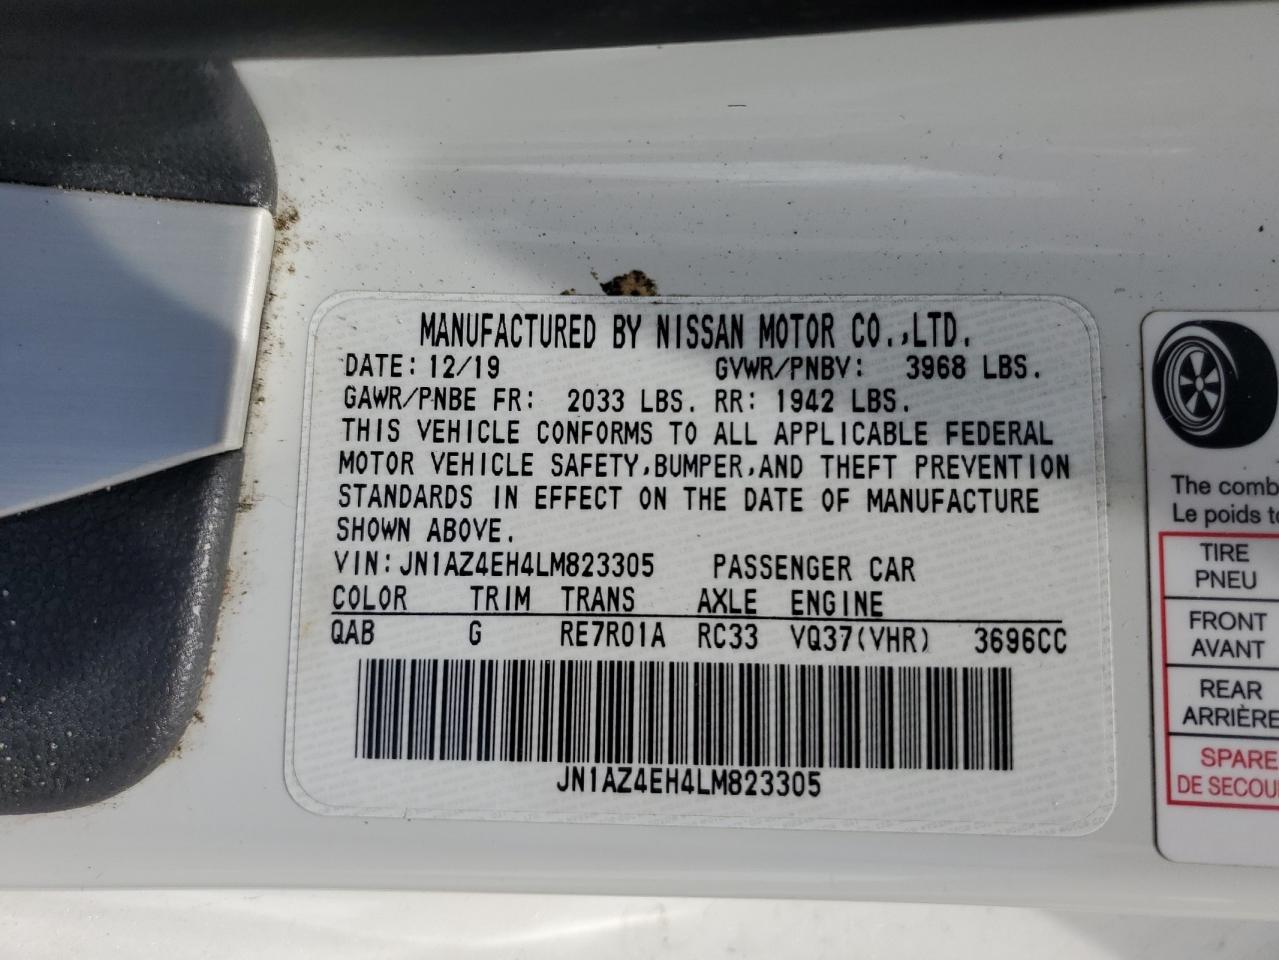 MANUFACTURED BY NISSAN MOTOR CO.,LTD.
DATE: 12/19 GVWR/PNBV: 3968 LBS.
GAWR/PNBE FR: 2033 LBS. RR: 1942 LBS.
THIS VEHICLE CONFORMS TO ALL APPLICABLE FEDERAL
MOTOR VEHICLE SAFETY,BUMPER,AND THEFT PREVENTION
STANDARDS IN EFFECT ON THE DATE OF MANUFACTURE
SHOWN ABOVE.
VIN: JN1AZ4EH4LM823305 PASSENGER CAR
COLOR TRIM TRANS AXLE ENGINE
QAB G RE7R01A RC33 VQ37(VHR) 3696CC
JN1AZ4EH4LM823305
The
Le poids
TIRE
PNEU
FRONT
AVANT
REAR
ARRIÈRE
SPARE
DE